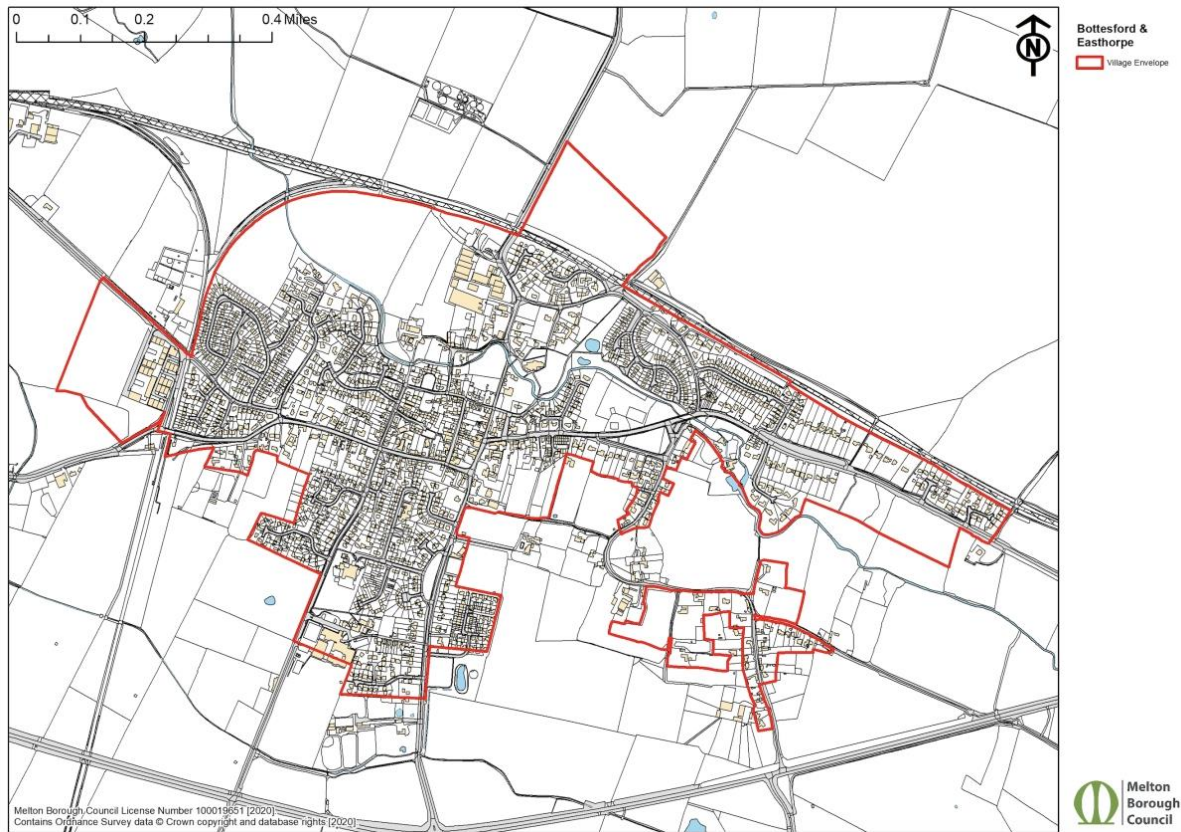 0 0.1 0.2 0.4 Miles
N
Bottesford &
Easthorpe
Village Envelope
Melton Borough Council License Number 100019651 [2020]
Contains Ordnance Survey data © Crown copyright and database rights [2020]
Melton
Borough
Council